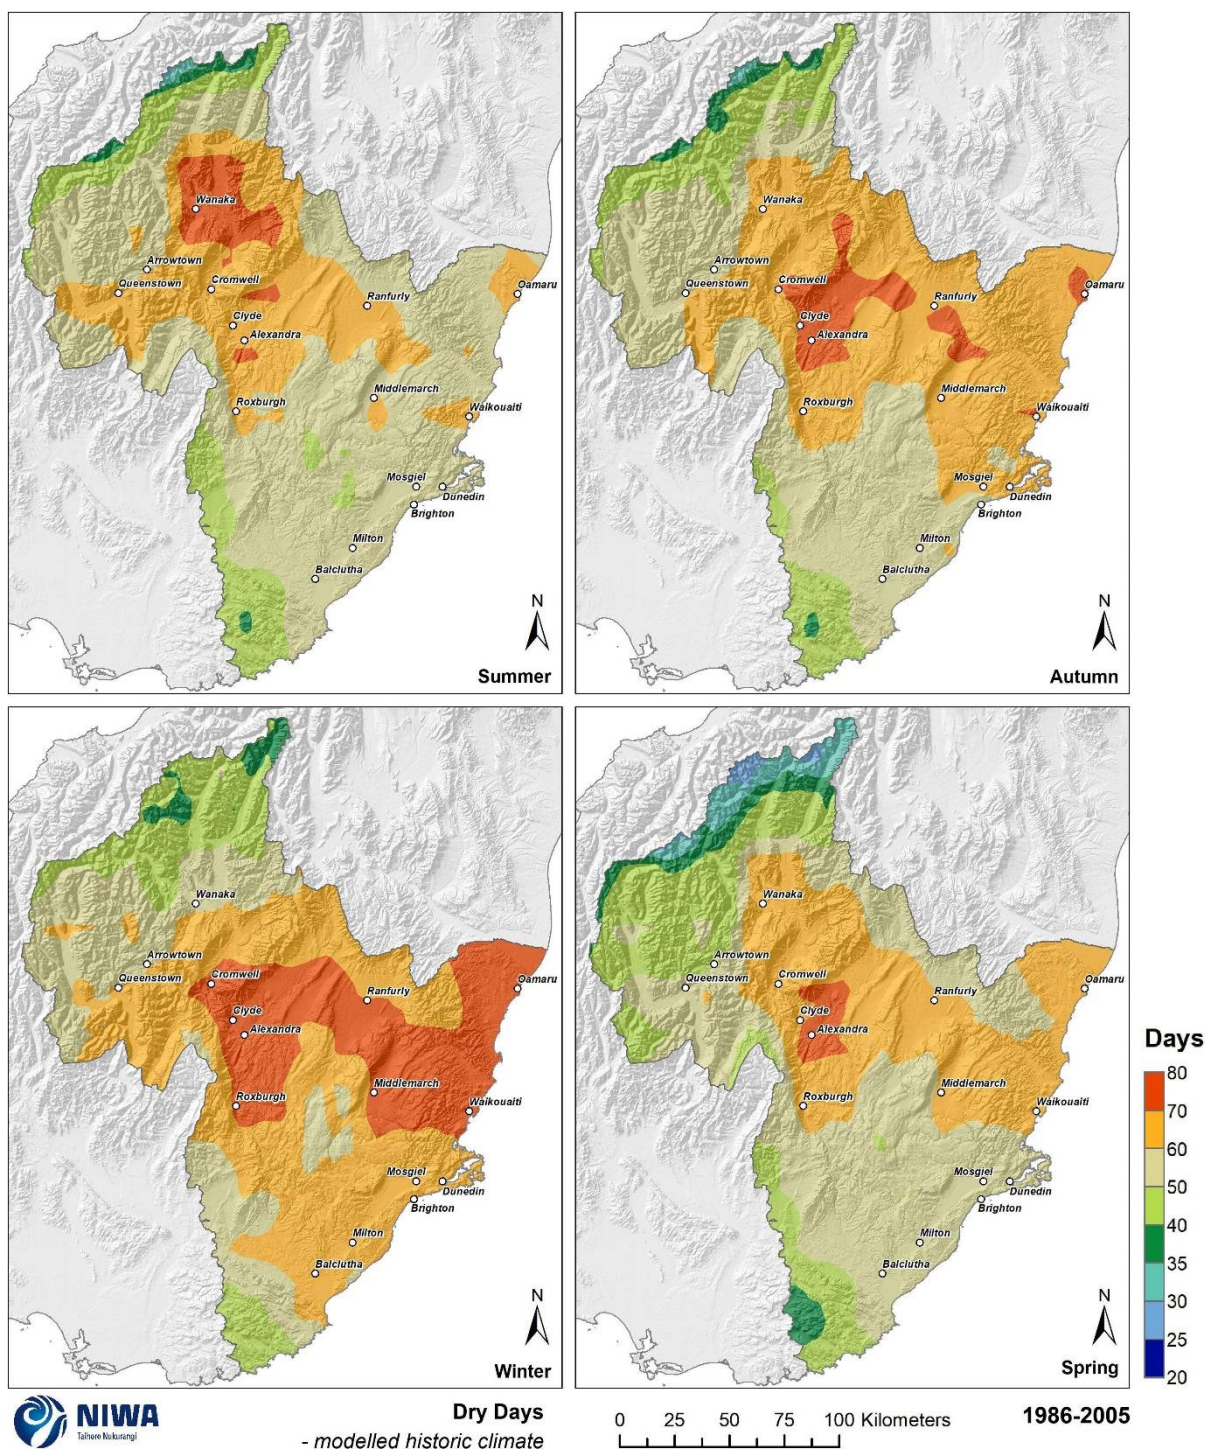 Wanaka
Arrowtown
Queenstown
Cromwell
Ranfurly
Oamaru
Clyde
Alexandra
Middlemarch
Roxburgh
Waikouaiti
Mosgiel
Dunedin
Brighton
Milton
Balclutha
N
Summer
Wanaka
Arrowtown
Queenstown
Cromwell
Ranfurly
Oamaru
Clyde
Alexandra
Middlemarch
Roxburgh
Waikouaiti
Mosgiel
Dunedin
Brighton
Milton
Balclutha
N
Autumn
Wanaka
Arrowtown
Queenstown
Cromwell
Ranfurly
Oamaru
Clyde
Alexandra
Middlemarch
Roxburgh
Waikouaiti
Mosgiel
Dunedin
Brighton
Milton
Balclutha
N
Winter
Wanaka
Arrowtown
Queenstown
Cromwell
Ranfurly
Oamaru
Clyde
Alexandra
Middlemarch
Roxburgh
Waikouaiti
Mosgiel
Dunedin
Brighton
Milton
Balclutha
N
Spring
Days
80
70
60
50
40
35
30
25
20
NIWA
Taihoro Nukurangi
Dry Days
- modelled historic climate
0 25 50 75 100 Kilometers
1986-2005